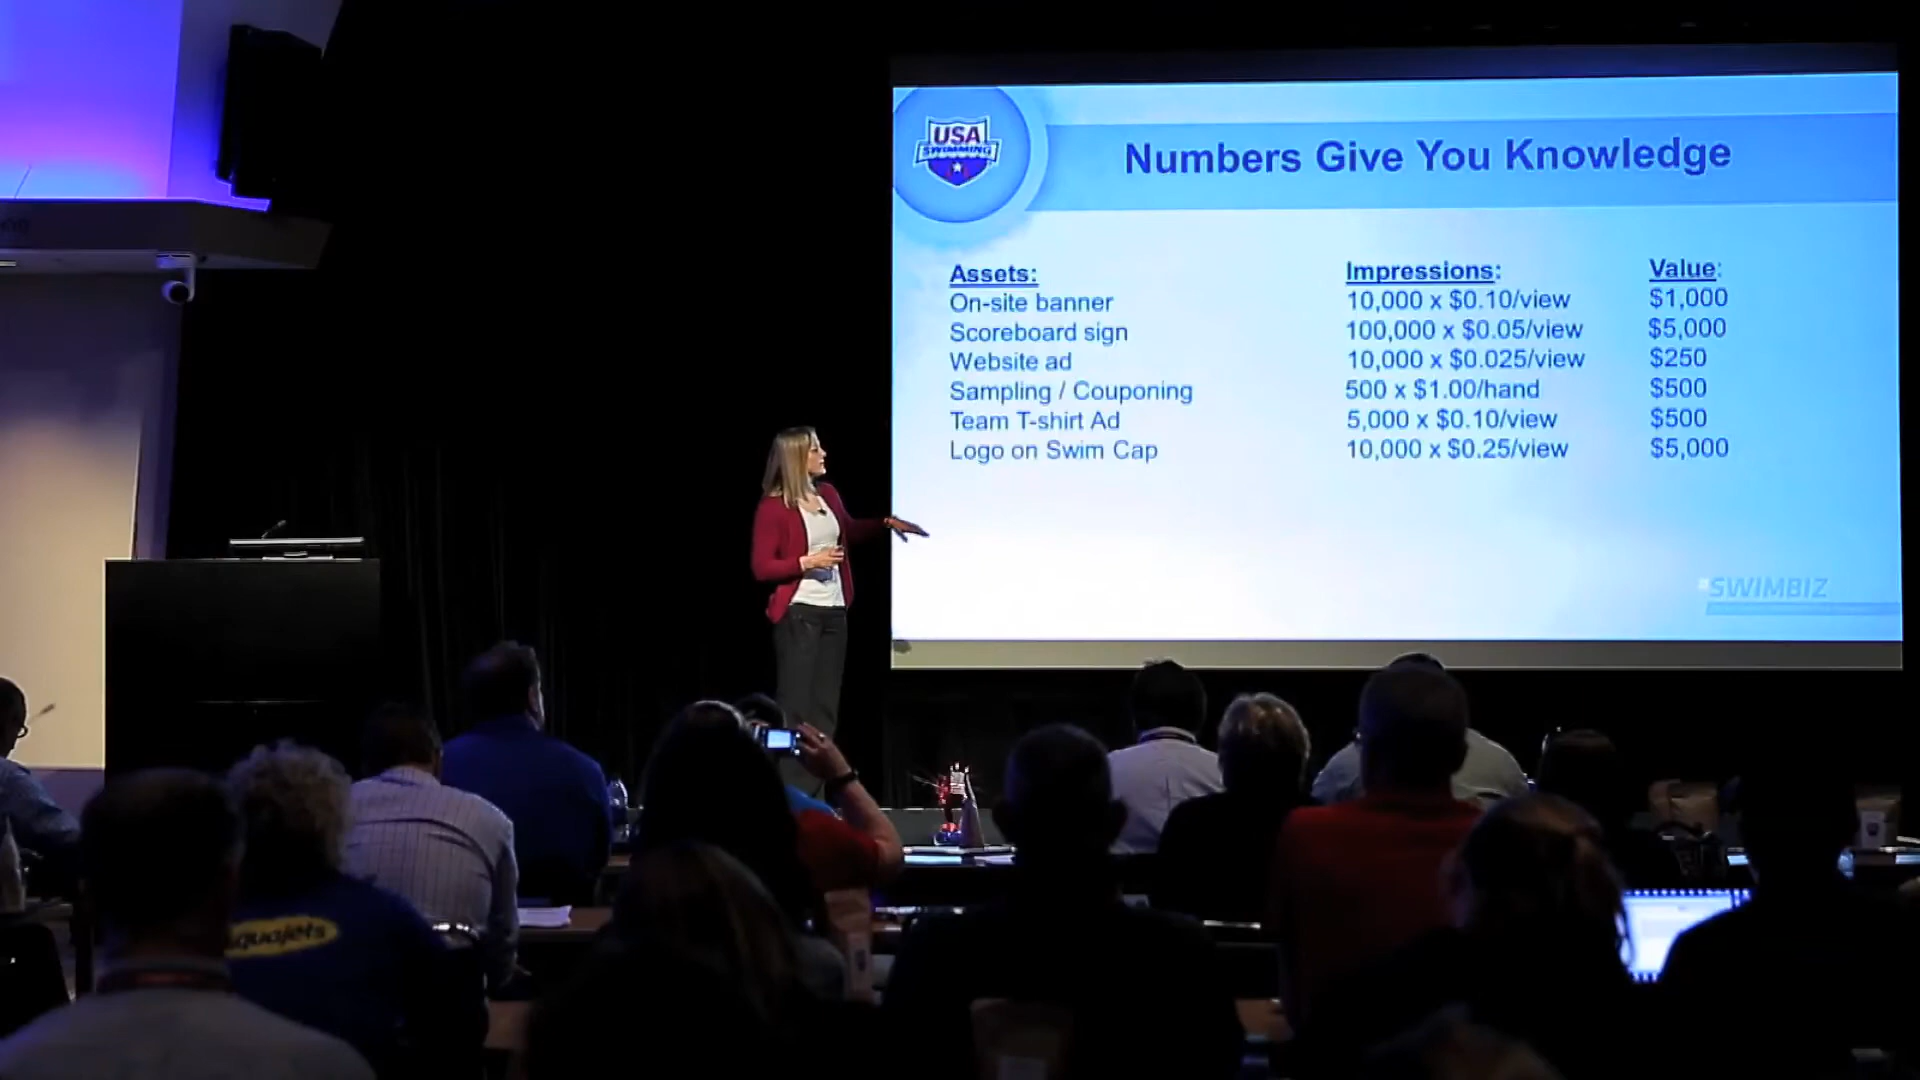 USA
SWIMMING
Numbers Give You Knowledge
Assets: Impressions: Value:
On-site banner 10,000 x $0.10/view $1,000
Scoreboard sign 100,000 x $0.05/view $5,000
Website ad 10,000 x $0.025/view $250
Sampling / Couponing 500 x $1.00/hand $500
Team T-shirt Ad 5,000 x $0.10/view $500
Logo on Swim Cap 10,000 x $0.25/view $5,000
SWIMBIZ
quajets